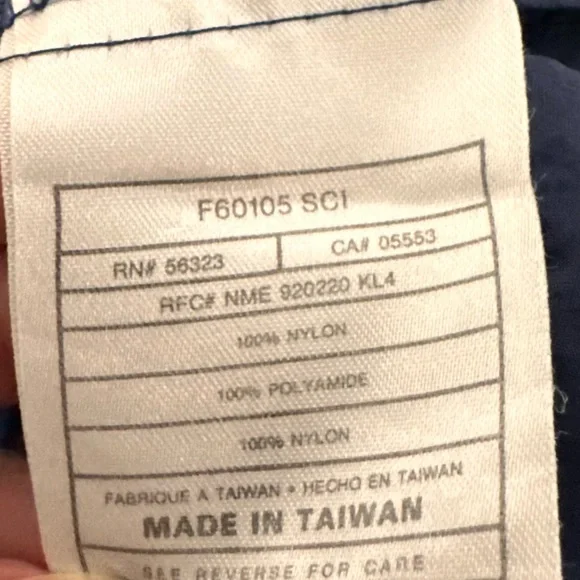 F60105 SCI
RN# 56323 CA# 05553
RFC# NME 920220 KL4
100% NYLON
100% POLYAMIDE
100% NYLON
FABRIQUE A TAIWAN • HECHO EN TAIWAN
MADE IN TAIWAN
SEE REVERSE FOR CARE